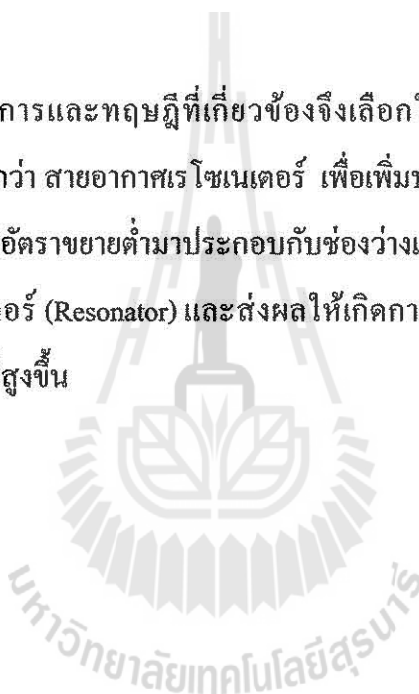 การและทฤษฎีที่เกี่ยวข้องจึงเลือก
กว่า สายอากาศเรโซเนเตอร์ เพื่อเพิ่ม
อัตราขยายต่ำมาประกอบกับช่องว่าง
อร์ (Resonator) และส่งผลให้เกิดกา
สูงขึ้น
มหาวิทยาลัยเทคโนโลยีสุรนารี